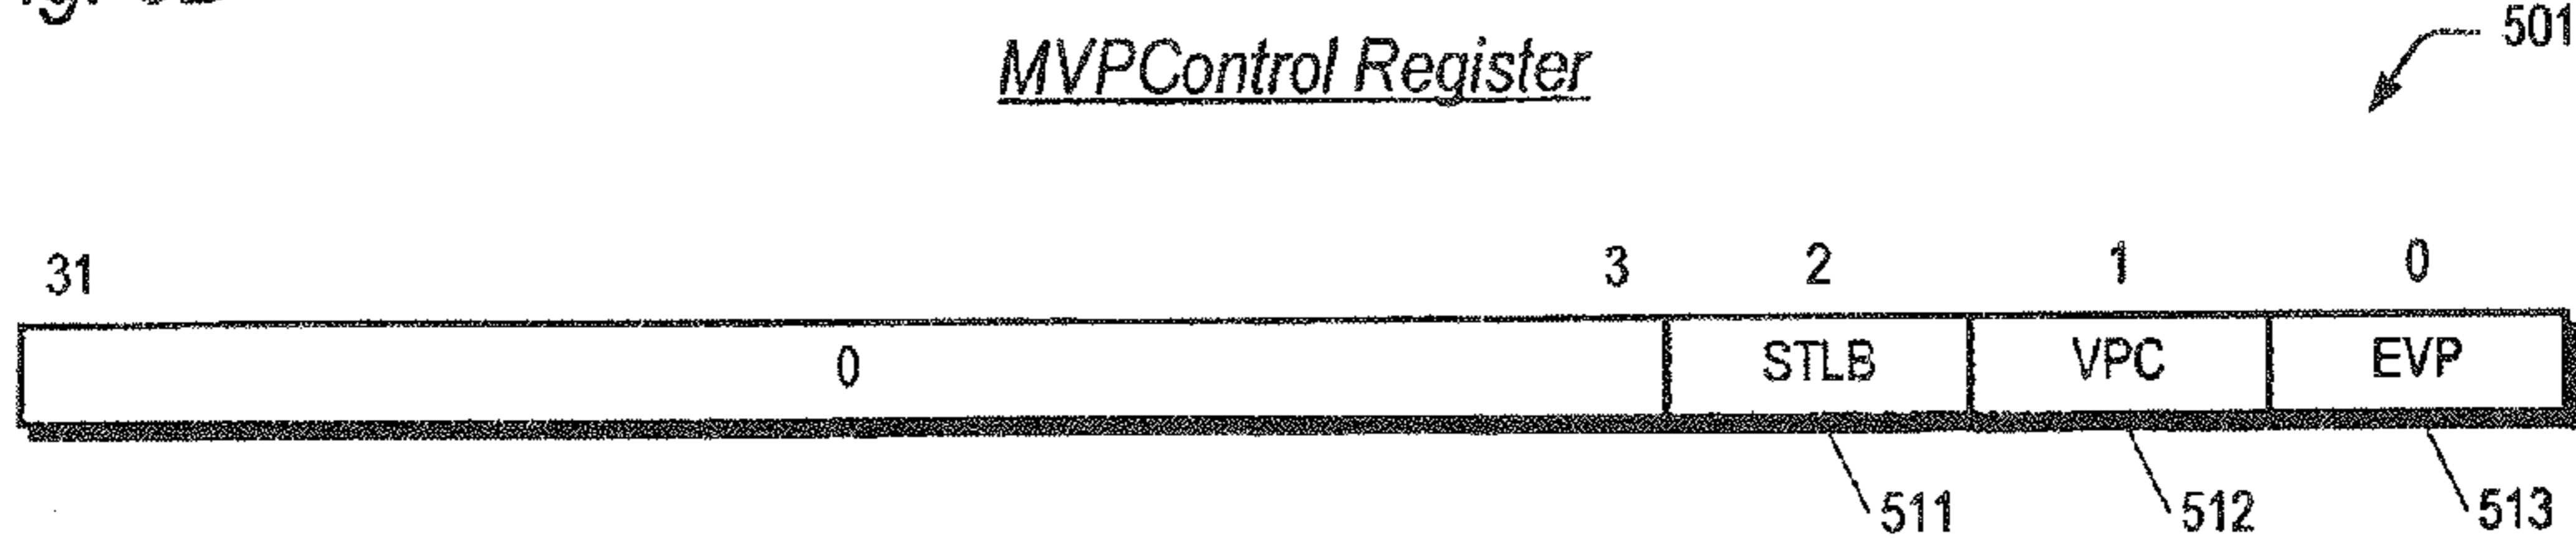 501
MVPControl Register
31 3 2 1 0
0 STLB VPC EVP
511 512 513